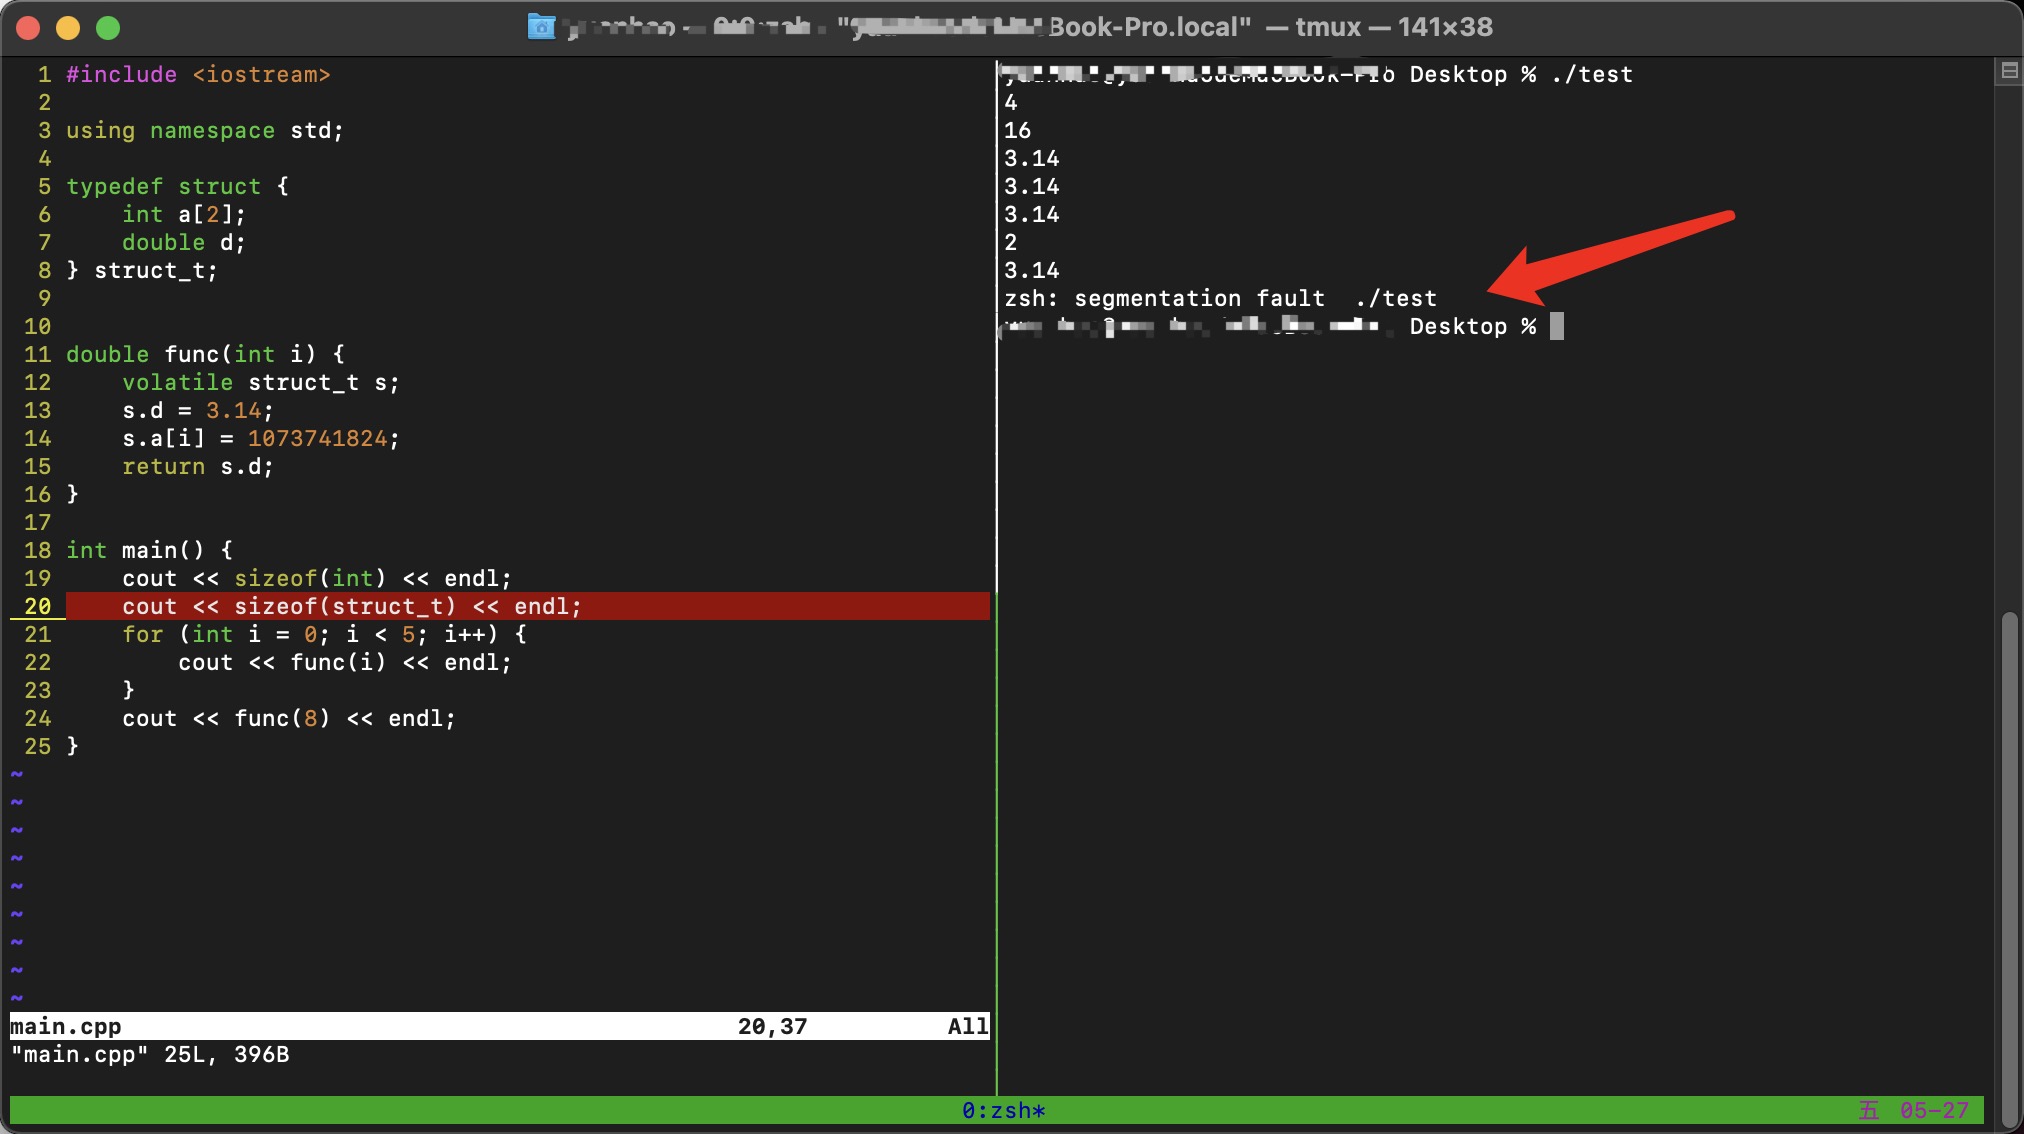 Book-Pro.local" — tmux — 141×38
1 #include <iostream>
2
3 using namespace std;
4
5 typedef struct {
6     int a[2];
7     double d;
8 } struct_t;
9
10
11 double func(int i) {
12     volatile struct_t s;
13     s.d = 3.14;
14     s.a[i] = 1073741824;
15     return s.d;
16 }
17
18 int main() {
19     cout << sizeof(int) << endl;
20     cout << sizeof(struct_t) << endl;
21     for (int i = 0; i < 5; i++) {
22         cout << func(i) << endl;
23     }
24     cout << func(8) << endl;
25 }
~
~
~
~
~
~
~
~
~
main.cpp 20,37 All
"main.cpp" 25L, 396B
Desktop % ./test
4
16
3.14
3.14
3.14
2
3.14
zsh: segmentation fault  ./test
Desktop %
0:zsh* 五 05-27